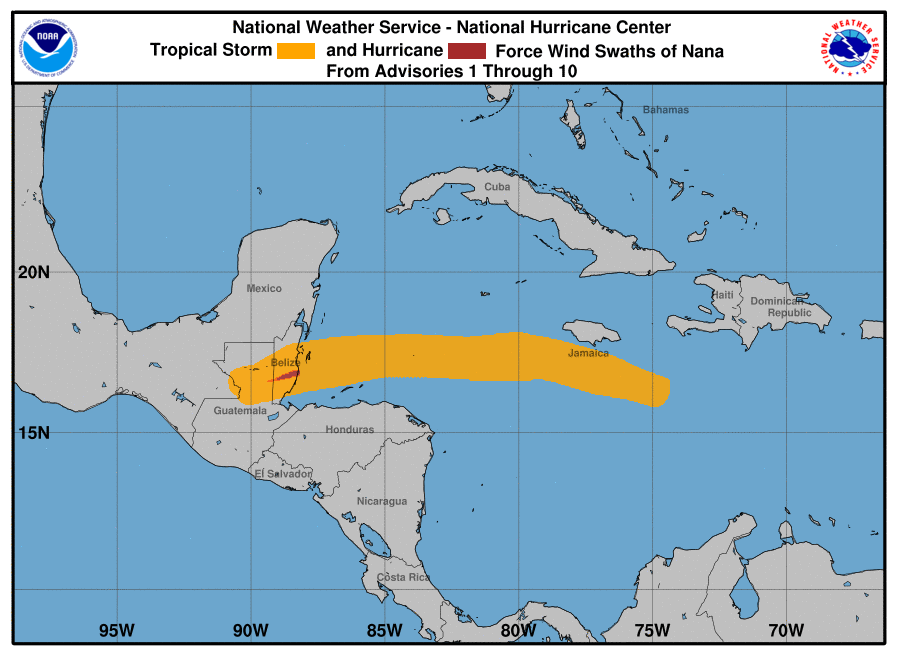 National Weather Service - National Hurricane Center
Tropical Storm and Hurricane Force Wind Swaths of Nana
From Advisories 1 Through 10
NOAA
NATIONAL WEATHER SERVICE
Bahamas
Cuba
20N
Mexico
Haiti
Dominican
Republic
Jamaica
Belize
Guatemala
15N
Honduras
El Salvador
Nicaragua
Costa Rica
95W 90W 85W 80W 75W 70W